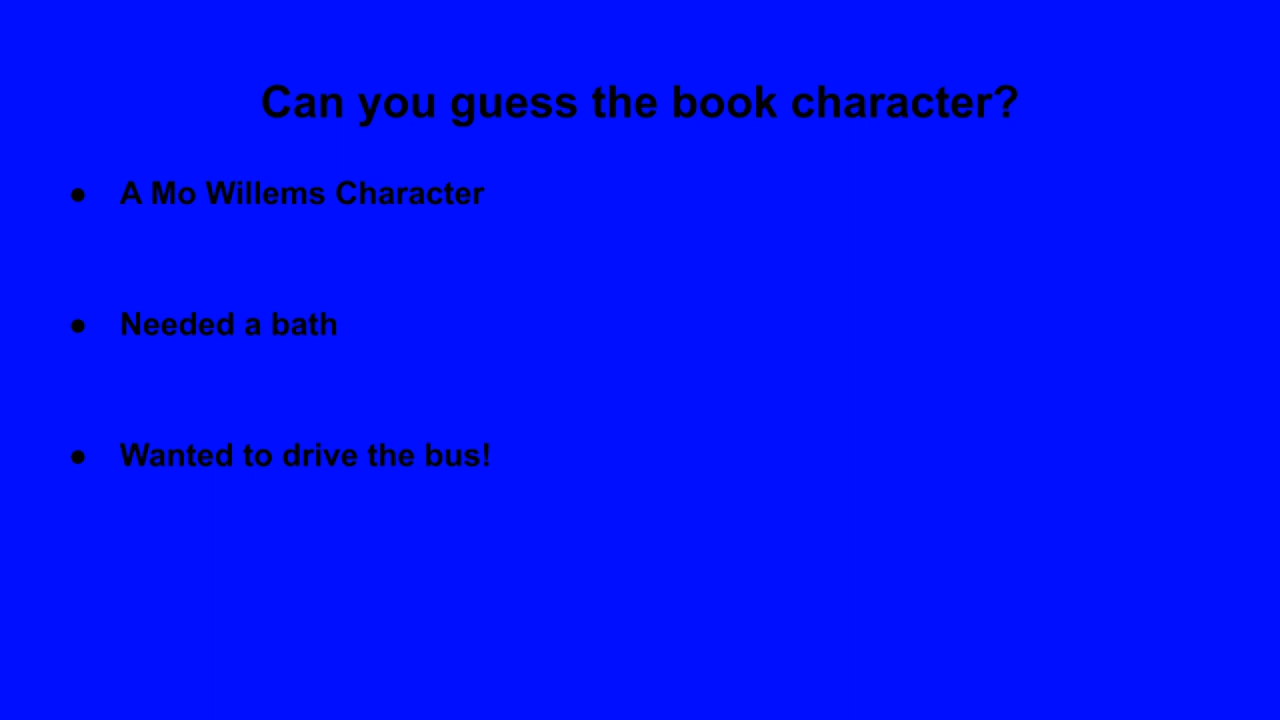 Can you guess the book character?
● A Mo Willems Character
● Needed a bath
● Wanted to drive the bus!